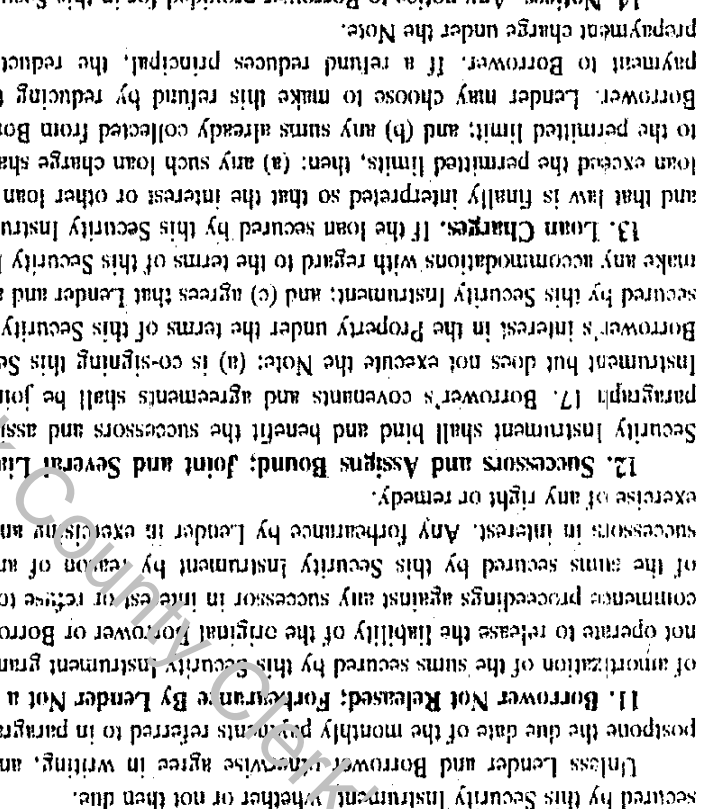 secured by this Security Instrument, whether or not then due.
Unless Lender and Borrower otherwise agree in writing, an
postpone the due date of the monthly payments referred to in paragra
11. Borrower Not Released; Forbearance By Lender Not a
of amortization of the sums secured by this Security Instrument gran
not operate to release the liability of the original Borrower or Borro
commence proceedings against any successor in interest or refuse to
of the sums secured by this Security Instrument by reason of an
successors in interest. Any forbearance by Lender in exercising an
exercise of any right or remedy.
12. Successors and Assigns Bound; Joint and Several Lia
Security Instrument shall bind and benefit the successors and assi
paragraph 17. Borrower's covenants and agreements shall be join
Instrument but does not execute the Note: (a) is co-signing this Se
Borrower's interest in the Property under the terms of this Security
secured by this Security Instrument; and (c) agrees that Lender and a
make any accommodations with regard to the terms of this Security I
13. Loan Charges. If the loan secured by this Security Instru
and that law is finally interpreted so that the interest or other loan
loan exceed the permitted limits, then: (a) any such loan charge sha
to the permitted limit; and (b) any sums already collected from Bo
Borrower. Lender may choose to make this refund by reducing t
payment to Borrower. If a refund reduces principal, the reduct
prepayment charge under the Note.
14. Notices. Any notice to Borrower provided for in this Secu
County Clerk